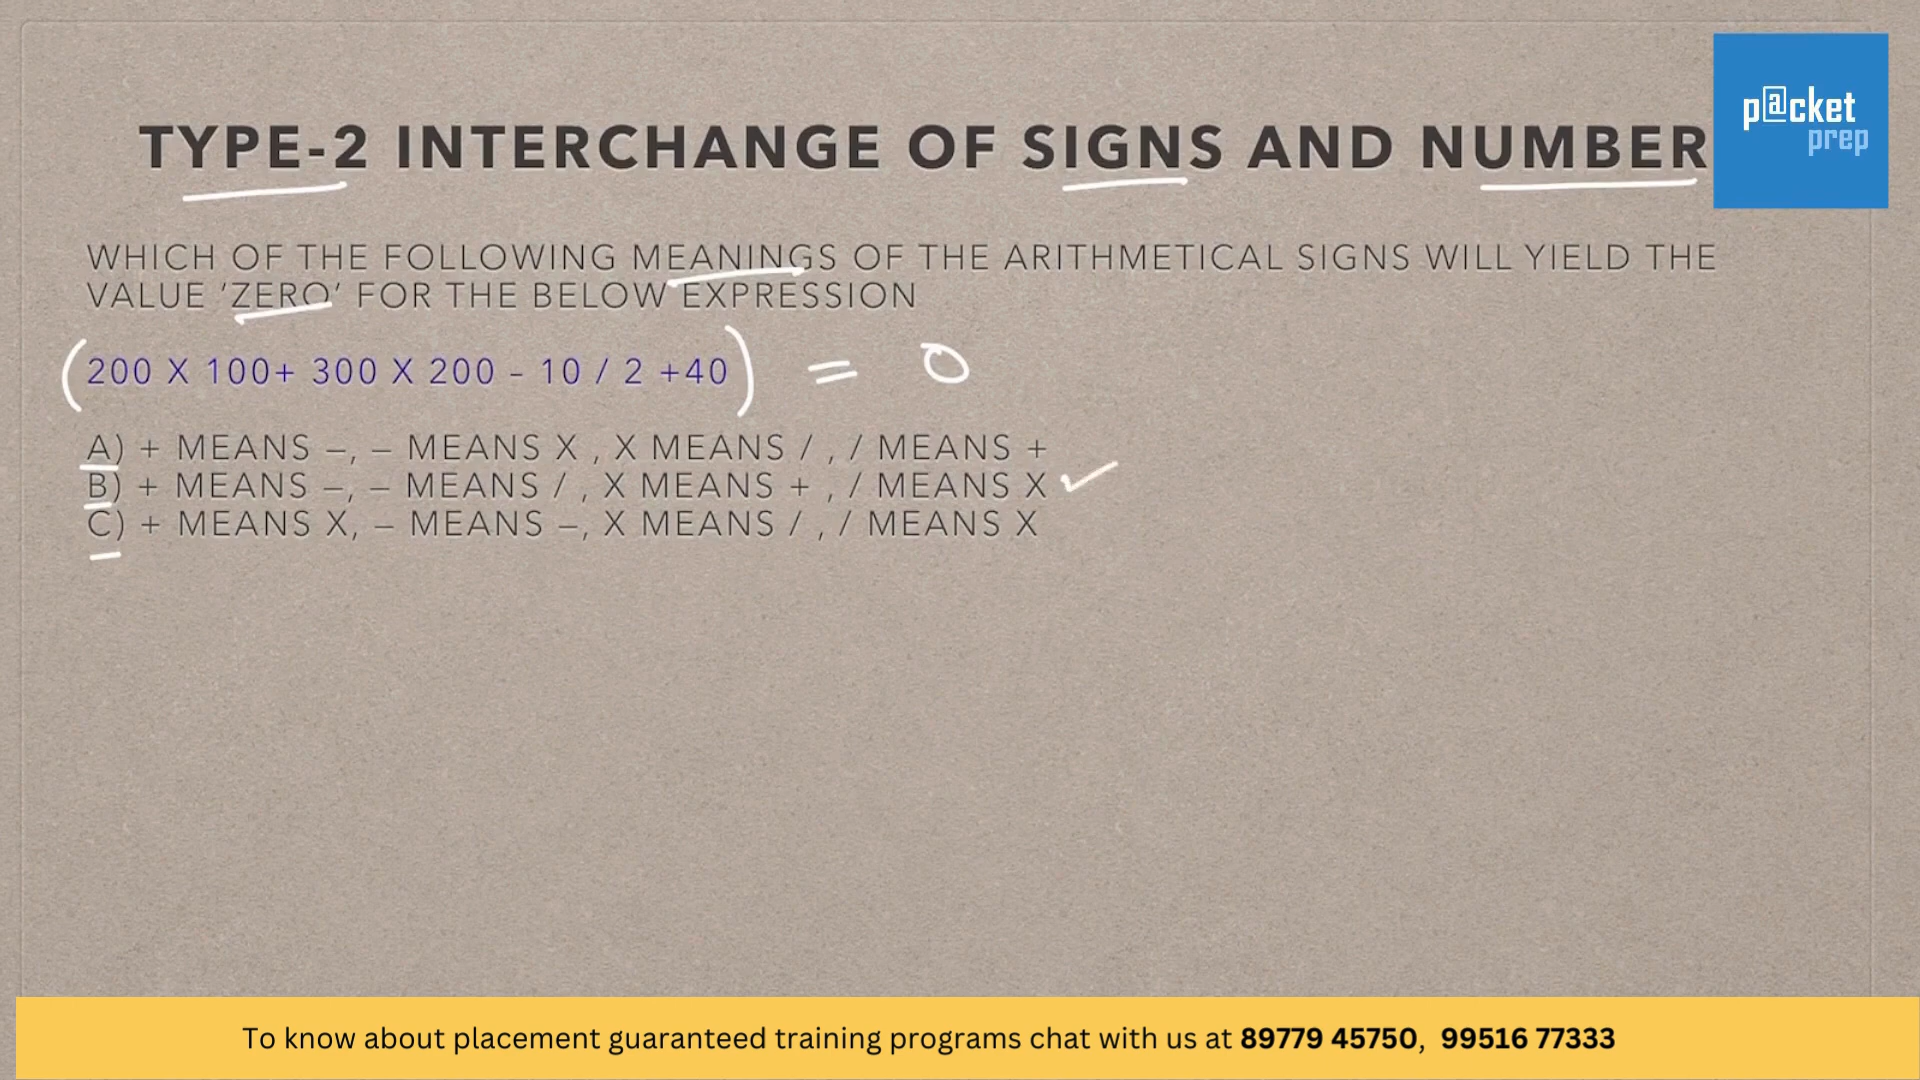 p@cket
prep
TYPE-2 INTERCHANGE OF SIGNS AND NUMBER
WHICH OF THE FOLLOWING MEANINGS OF THE ARITHMETICAL SIGNS WILL YIELD THE
VALUE ‘ZERO’ FOR THE BELOW EXPRESSION
(200 X 100+ 300 X 200 – 10 / 2 +40) = 0
A) + MEANS –, – MEANS X , X MEANS / , / MEANS +
B) + MEANS –, – MEANS / , X MEANS + , / MEANS X ✓
C) + MEANS X, – MEANS –, X MEANS / , / MEANS X
To know about placement guaranteed training programs chat with us at 89779 45750, 99516 77333